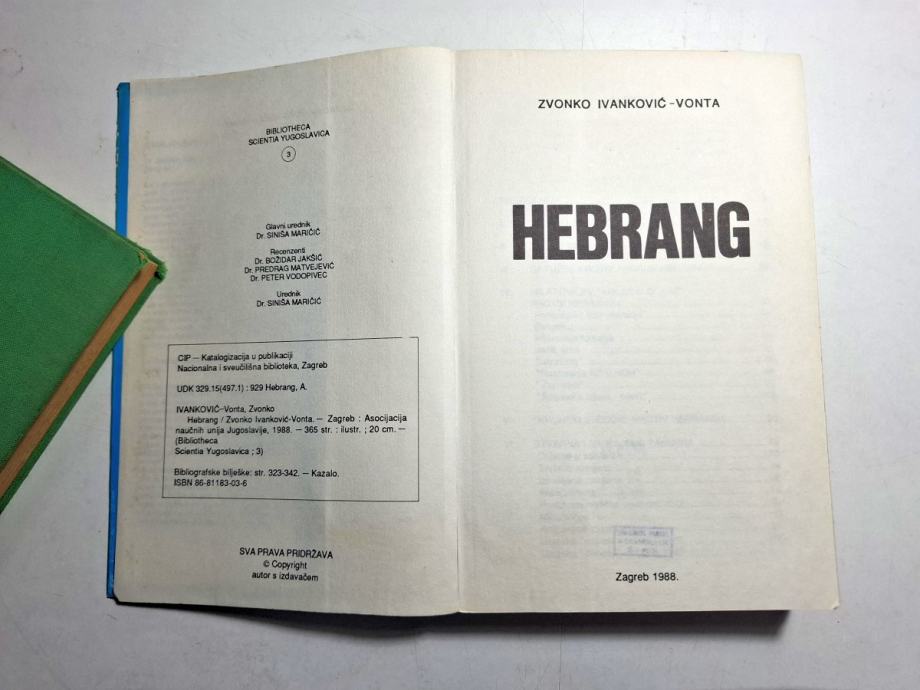 BIBLIOTHECA
SCIENTIA YUGOSLAVICA
3
Glavni urednik
Dr. SINIŠA MARIČIĆ
Recenzenti
Dr. BOŽIDAR JAKŠIĆ
Dr. PREDRAG MATVEJEVIĆ
Dr. PETER VODOPIVEC
Urednik
Dr. SINIŠA MARIČIĆ
CIP — Katalogizacija u publikaciji
Nacionalna i sveučilišna biblioteka, Zagreb
UDK 329.15(497.1) : 929 Hebrang, A.
IVANKOVIĆ-Vonta, Zvonko
Hebrang / Zvonko Ivanković-Vonta. — Zagreb : Asocijacija
naučnih unija Jugoslavije, 1988. — 365 str. : ilustr. ; 20 cm. —
(Bibliotheca
Scientia Yugoslavica ; 3)
Bibliografske bilješke: str. 323-342. — Kazalo.
ISBN 86-81163-03-6
SVA PRAVA PRIDRŽAVA
© Copyright
autor s izdavačem
ZVONKO IVANKOVIĆ-VONTA
HEBRANG
Zagreb 1988.